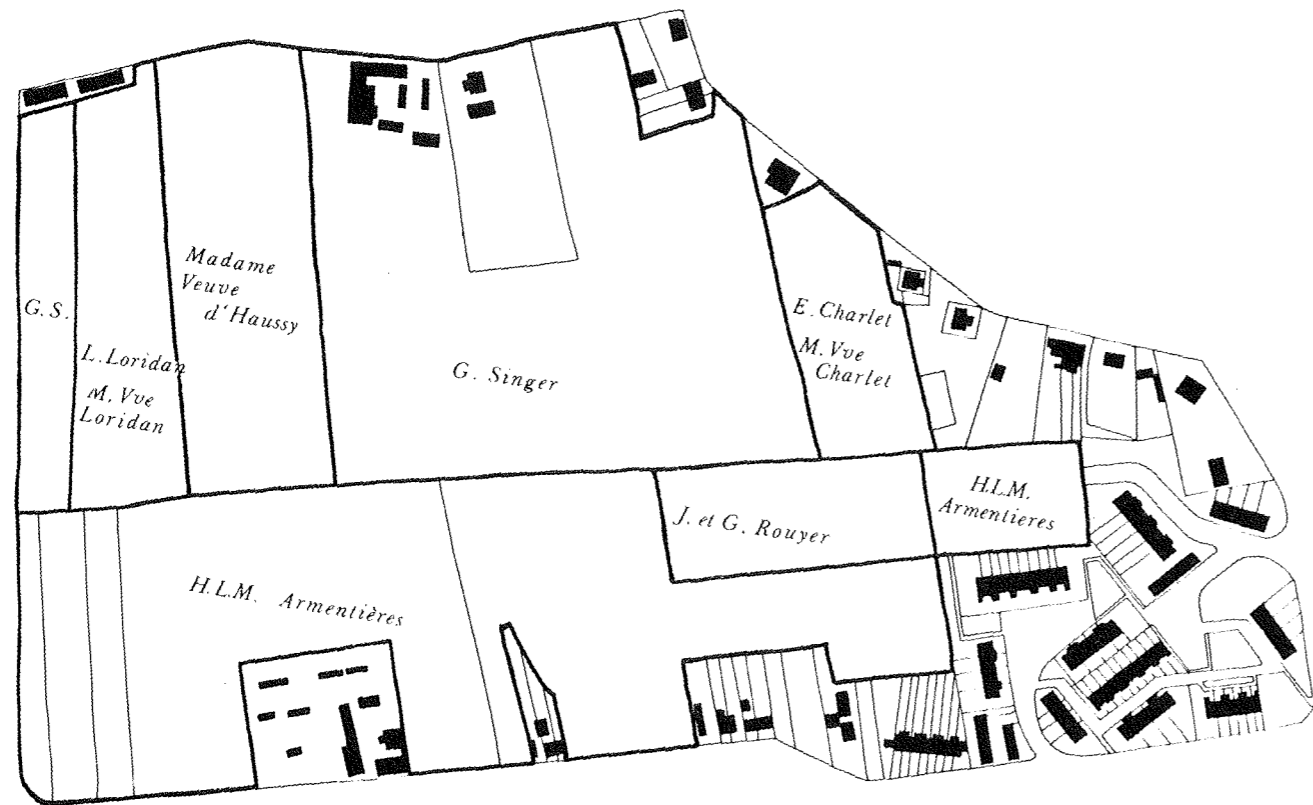 G. S.
L. Loridan
M. Vve
Loridan
Madame
Veuve
d'Haussy
G. Singer
E. Charlet
M. Vve
Charlet
J. et G. Rouyer
H.L.M.
Armentieres
H.L.M. Armentières